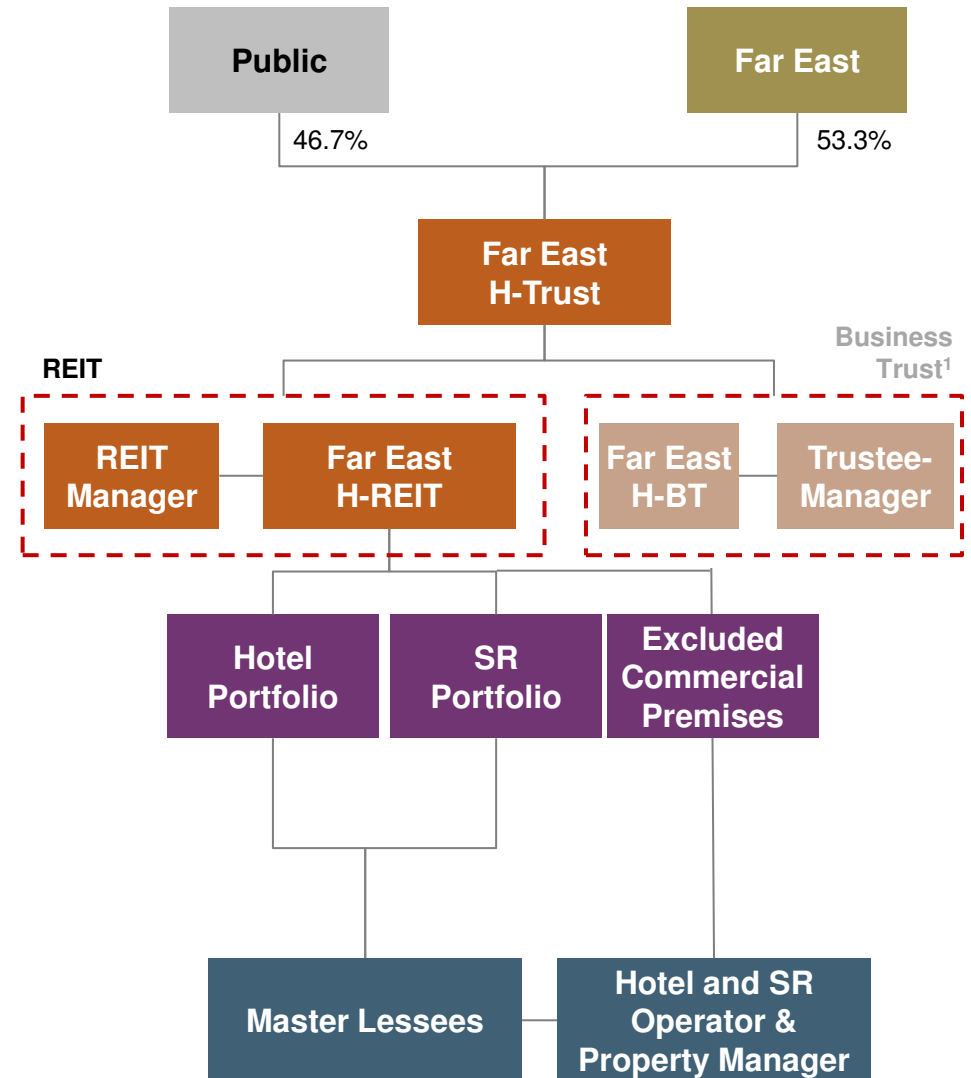 Public
Far East
46.7%
53.3%
Far East
H-Trust
REIT
Business
Trust¹
REIT
Manager
Far East
H-REIT
Far East
H-BT
Trustee-
Manager
Hotel
Portfolio
SR
Portfolio
Excluded
Commercial
Premises
Master Lessees
Hotel and SR
Operator &
Property Manager